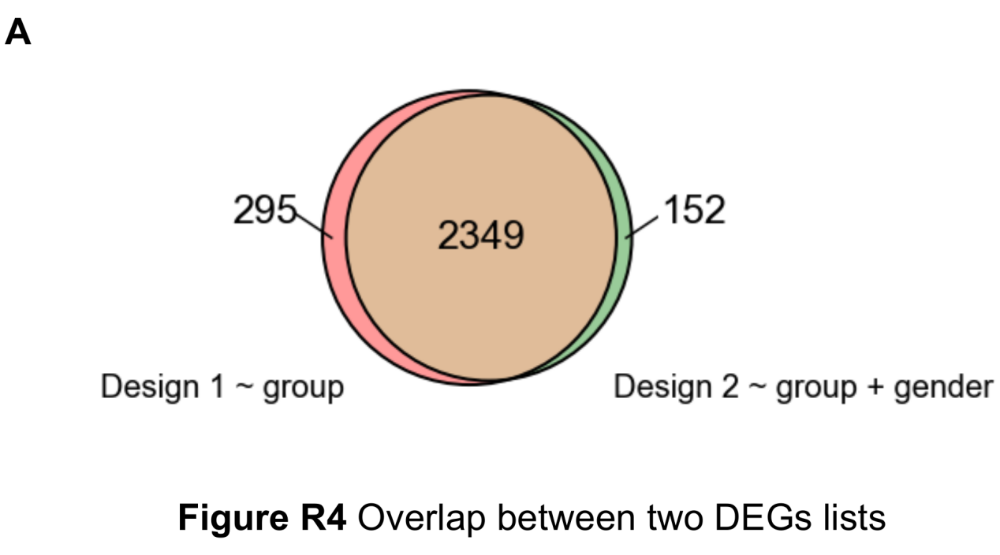 A
295
152
2349
Design 1 ~ group
Design 2 ~ group + gender
Figure R4 Overlap between two DEGs lists